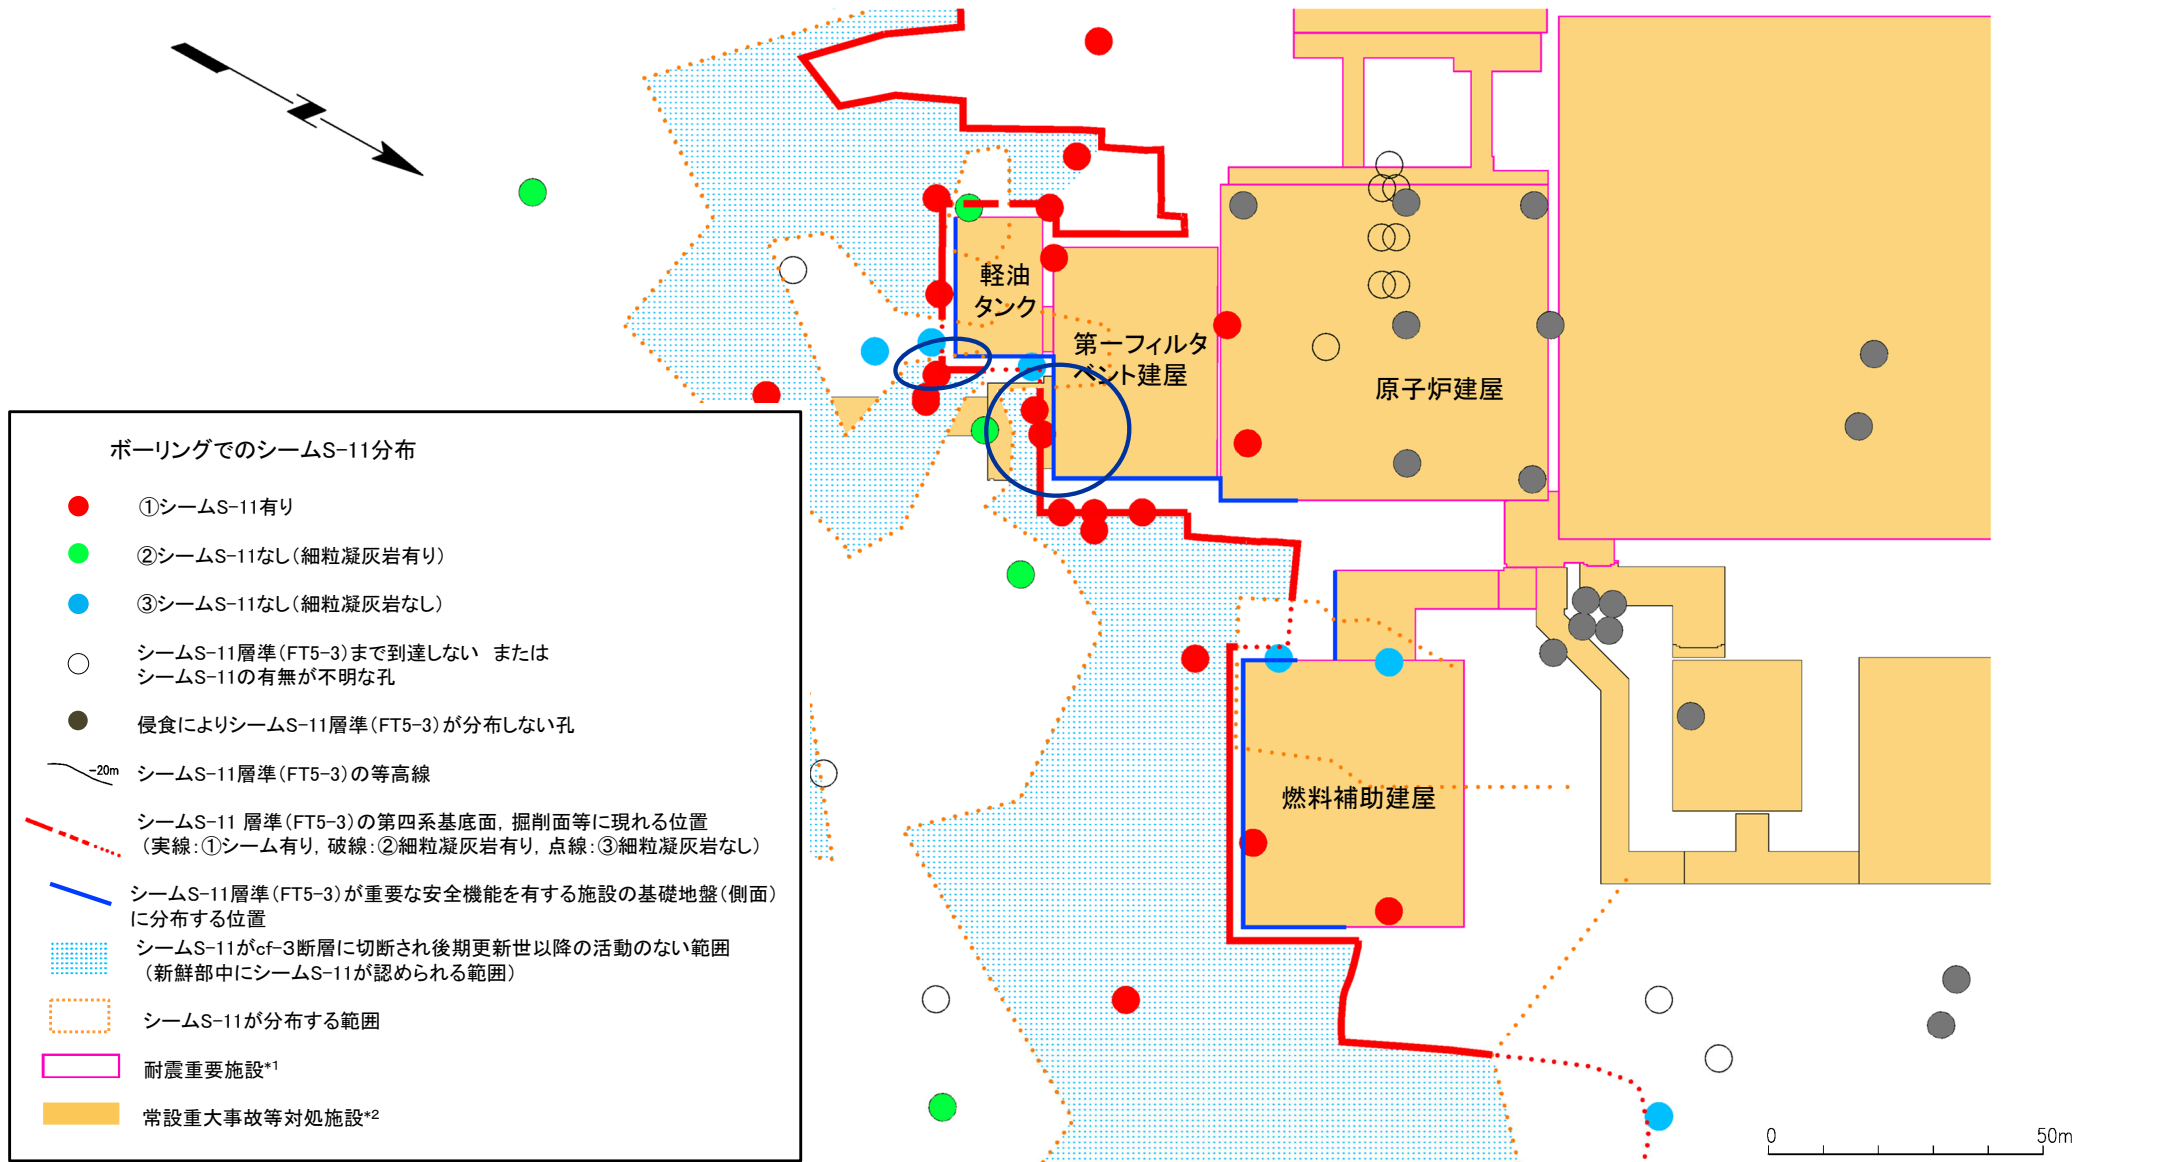 軽油
タンク
第一フィルタ
ベント建屋
原子炉建屋
燃料補助建屋
ボーリングでのシームS-11分布
①シームS-11有り
②シームS-11なし（細粒凝灰岩有り）
③シームS-11なし（細粒凝灰岩なし）
シームS-11層準（FT5-3）まで到達しない または
シームS-11の有無が不明な孔
侵食によりシームS-11層準（FT5-3）が分布しない孔
-20m シームS-11層準（FT5-3）の等高線
シームS-11 層準（FT5-3）の第四系基底面，掘削面等に現れる位置
（実線：①シーム有り，破線：②細粒凝灰岩有り，点線：③細粒凝灰岩なし）
シームS-11層準（FT5-3）が重要な安全機能を有する施設の基礎地盤（側面）
に分布する位置
シームS-11がcf-3断層に切断され後期更新世以降の活動のない範囲
（新鮮部中にシームS-11が認められる範囲）
シームS-11が分布する範囲
耐震重要施設*1
常設重大事故等対処施設*2
0 50m